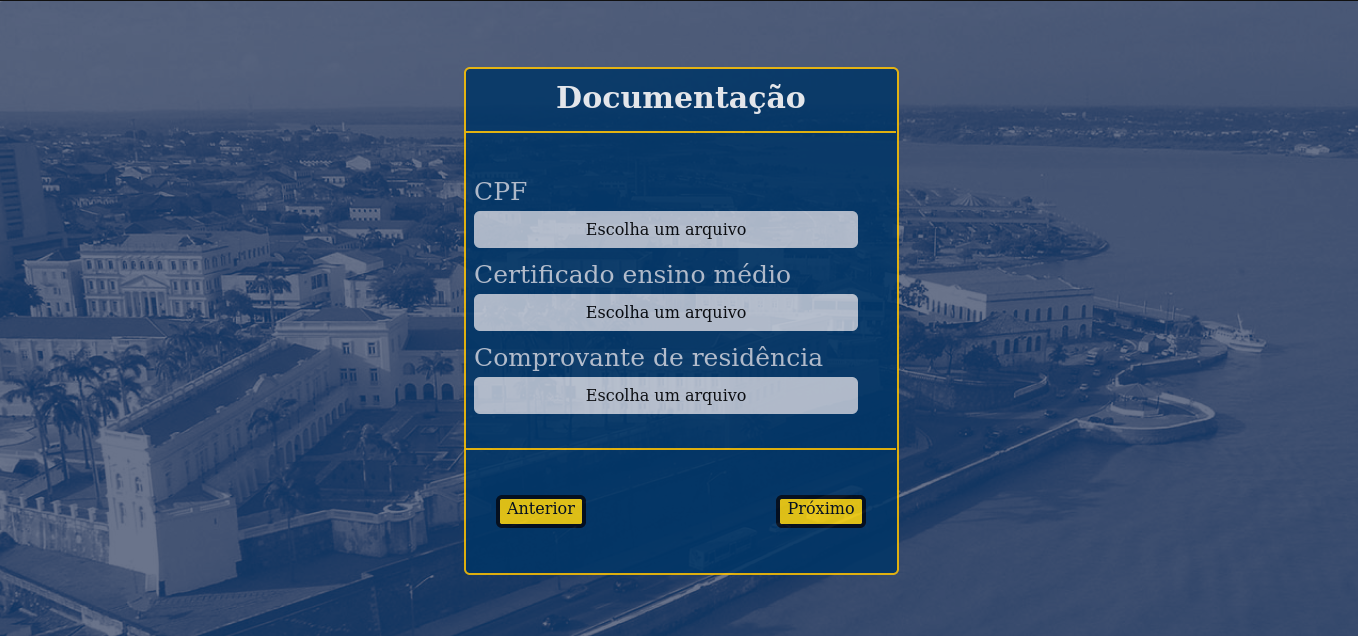 Documentação
CPF
Escolha um arquivo
Certificado ensino médio
Escolha um arquivo
Comprovante de residência
Escolha um arquivo
Anterior
Próximo